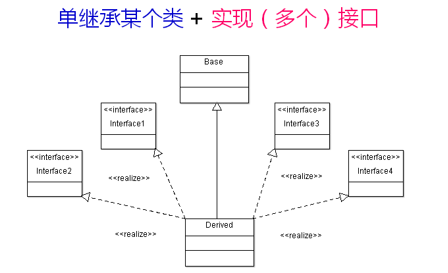 单继承某个类 + 实现（多个）接口
Base
<<interface>>
Interface1
<<interface>>
Interface3
<<interface>>
Interface2
<<interface>>
Interface4
<<realize>>
<<realize>>
Derived
<<realize>>
<<realize>>